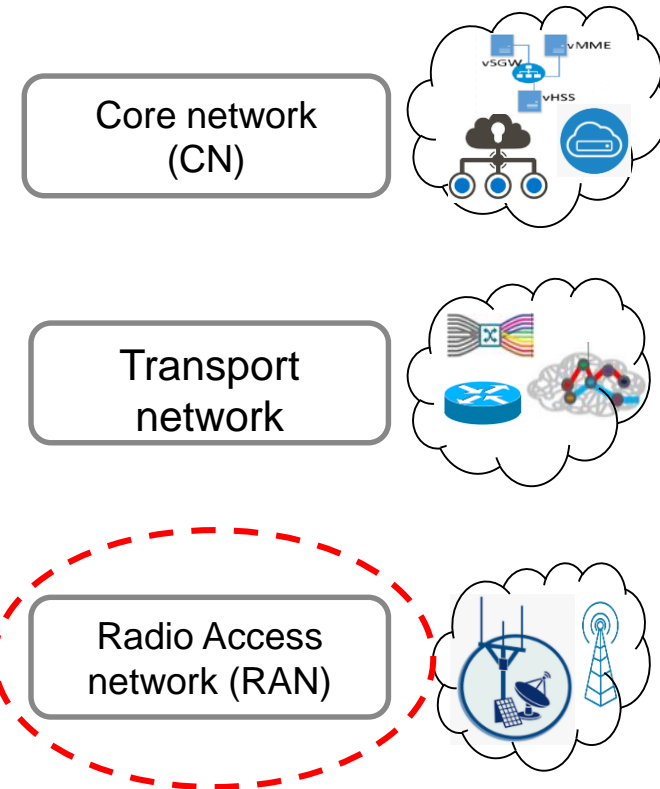 Core network
(CN)
vSGW
vMME
vHSS
Transport
network
Radio Access
network (RAN)